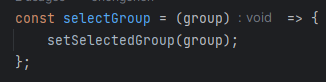 const selectGroup = (group) : void => {
    setSelectedGroup(group);
};